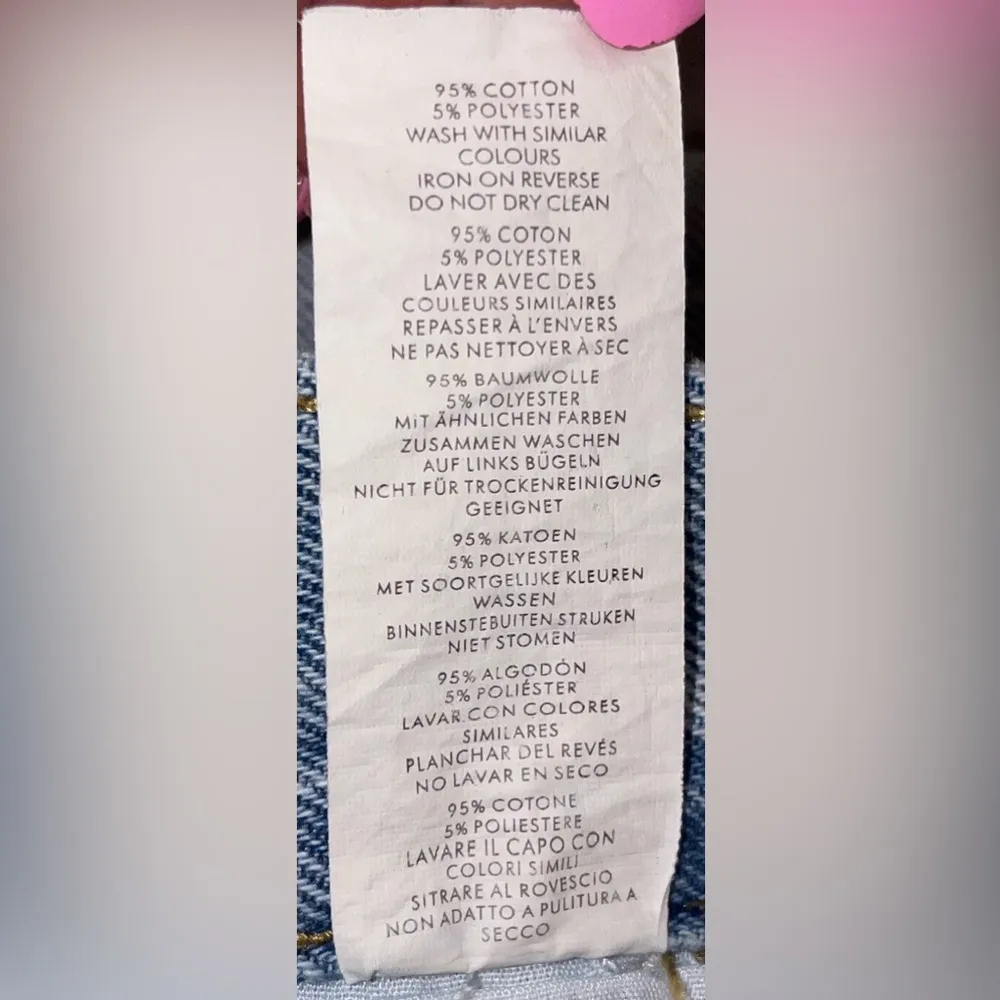 95% COTTON
5% POLYESTER
WASH WITH SIMILAR
COLOURS
IRON ON REVERSE
DO NOT DRY CLEAN
95% COTON
5% POLYESTER
LAVER AVEC DES
COULEURS SIMILAIRES
REPASSER À L'ENVERS
NE PAS NETTOYER À SEC
95% BAUMWOLLE
5% POLYESTER
MIT ÄHNLICHEN FARBEN
ZUSAMMEN WASCHEN
AUF LINKS BÜGELN
NICHT FÜR TROCKENREINIGUNG
GEEIGNET
95% KATOEN
5% POLYESTER
MET SOORTGELIJKE KLEUREN
WASSEN
BINNENSTEBUITEN STRUKEN
NIET STOMEN
95% ALGODÓN
5% POLIÉSTER
LAVAR CON COLORES
SIMILARES
PLANCHAR DEL REVÉS
NO LAVAR EN SECO
95% COTONE
5% POLIESTERE
LAVARE IL CAPO CON
COLORI SIMILI
SITRARE AL ROVESCIO
NON ADATTO A PULITURA A
SECCO